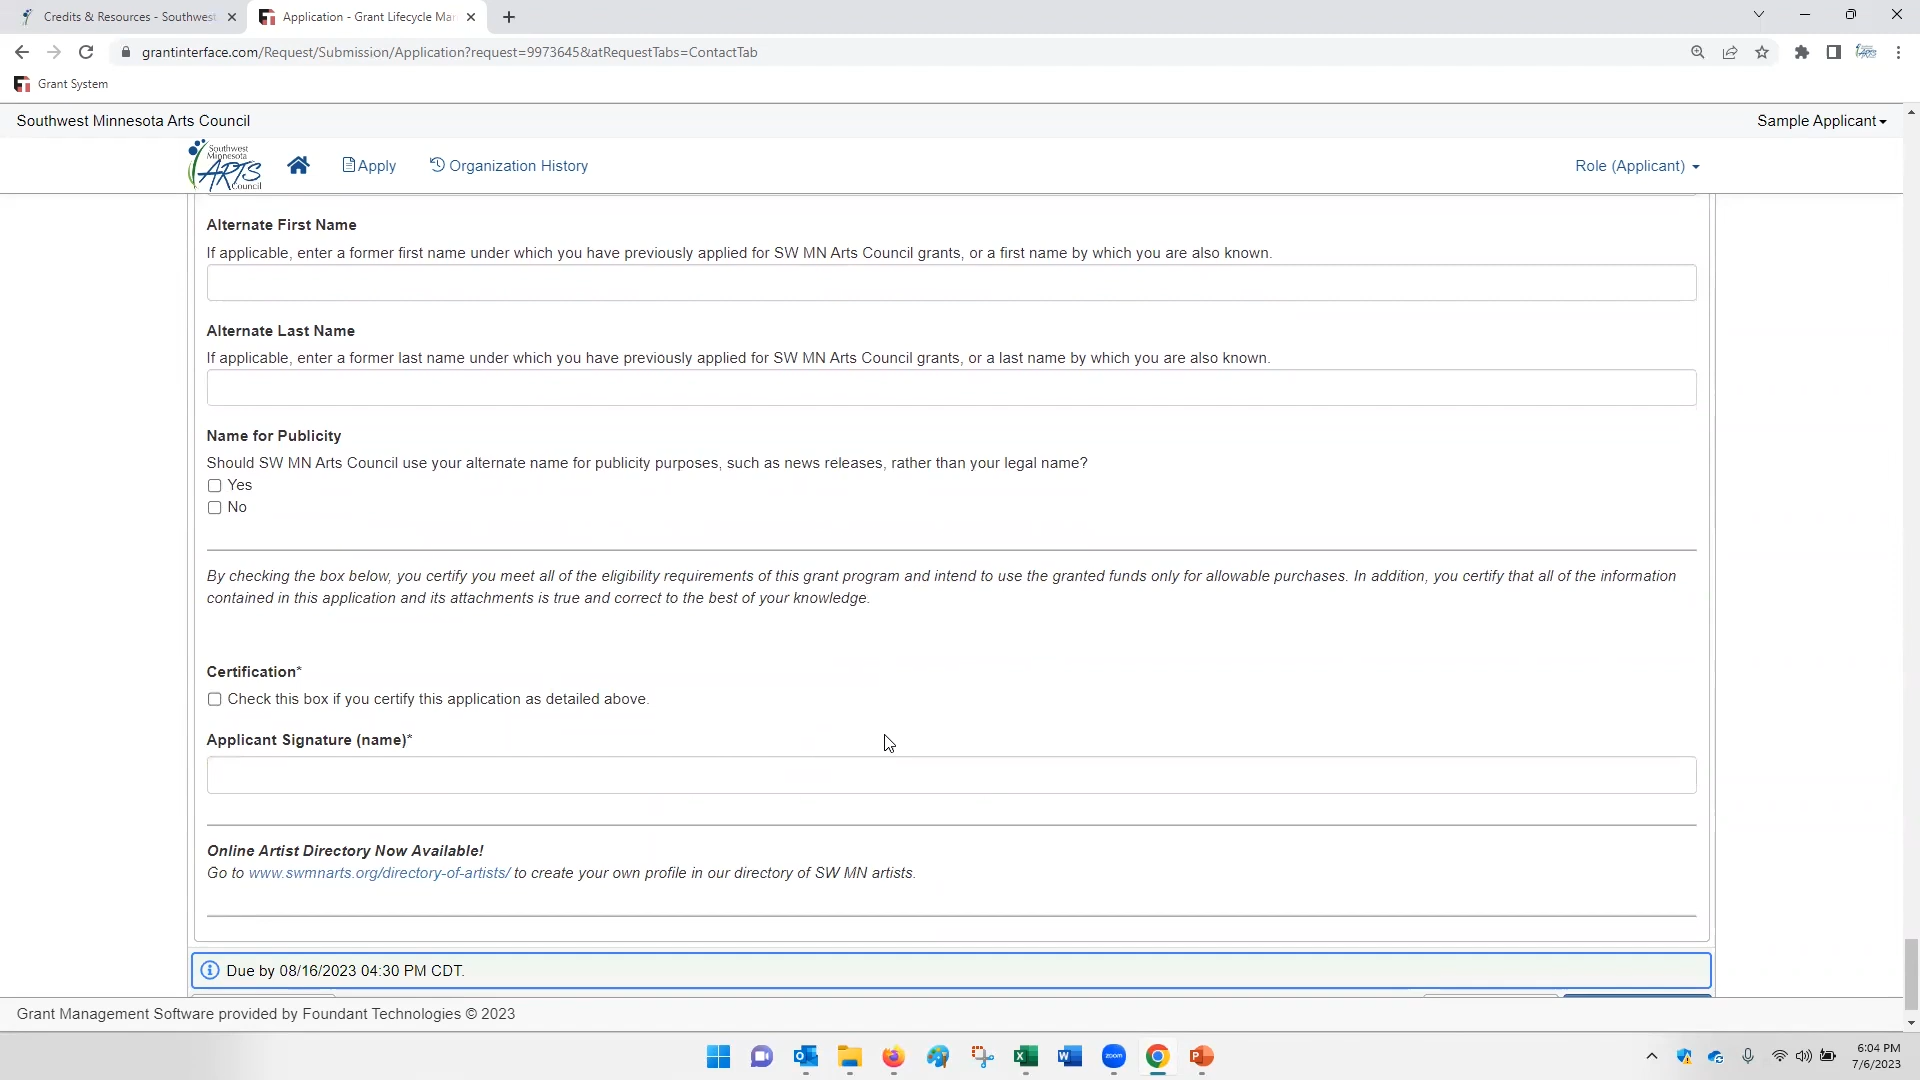 Credits & Resources - Southwest
Application - Grant Lifecycle Mar
grantinterface.com/Request/Submission/Application?request=9973645&atRequestTabs=ContactTab
Grant System
Southwest Minnesota Arts Council
Sample Applicant
Southwest
Minnesota
ARTS
Council
Apply
Organization History
Role (Applicant)
Alternate First Name
If applicable, enter a former first name under which you have previously applied for SW MN Arts Council grants, or a first name by which you are also known.
Alternate Last Name
If applicable, enter a former last name under which you have previously applied for SW MN Arts Council grants, or a last name by which you are also known.
Name for Publicity
Should SW MN Arts Council use your alternate name for publicity purposes, such as news releases, rather than your legal name?
Yes
No
By checking the box below, you certify you meet all of the eligibility requirements of this grant program and intend to use the granted funds only for allowable purchases. In addition, you certify that all of the information
contained in this application and its attachments is true and correct to the best of your knowledge.
Certification*
Check this box if you certify this application as detailed above.
Applicant Signature (name)*
Online Artist Directory Now Available!
Go to www.swmnarts.org/directory-of-artists/ to create your own profile in our directory of SW MN artists.
Due by 08/16/2023 04:30 PM CDT.
Grant Management Software provided by Foundant Technologies © 2023
zoom
6:04 PM
7/6/2023